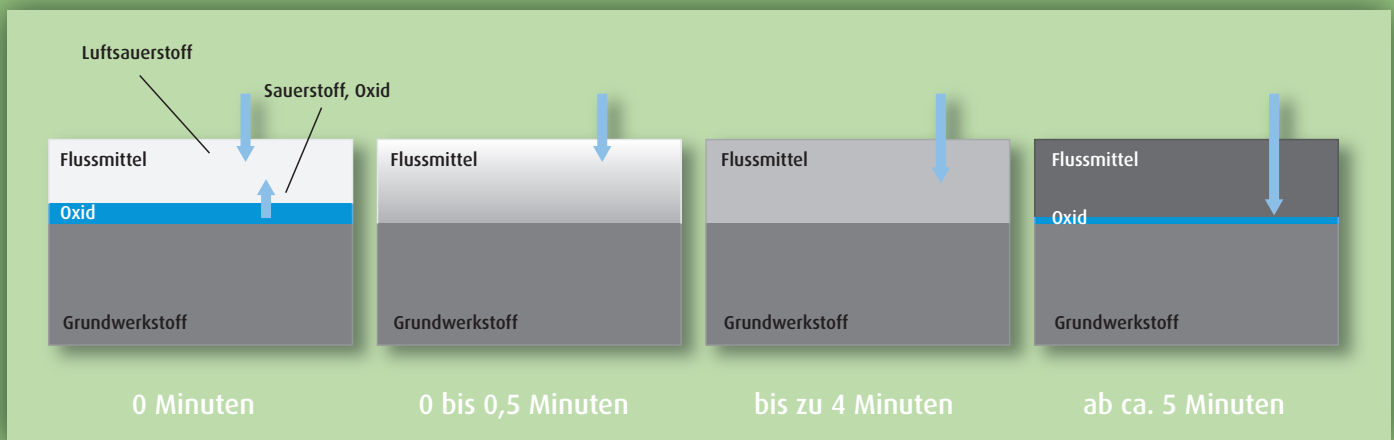 Luftsauerstoff
Sauerstoff, Oxid
Flussmittel
Oxid
Grundwerkstoff
0 Minuten
Flussmittel
Grundwerkstoff
0 bis 0,5 Minuten
Flussmittel
Grundwerkstoff
bis zu 4 Minuten
Flussmittel
Oxid
Grundwerkstoff
ab ca. 5 Minuten